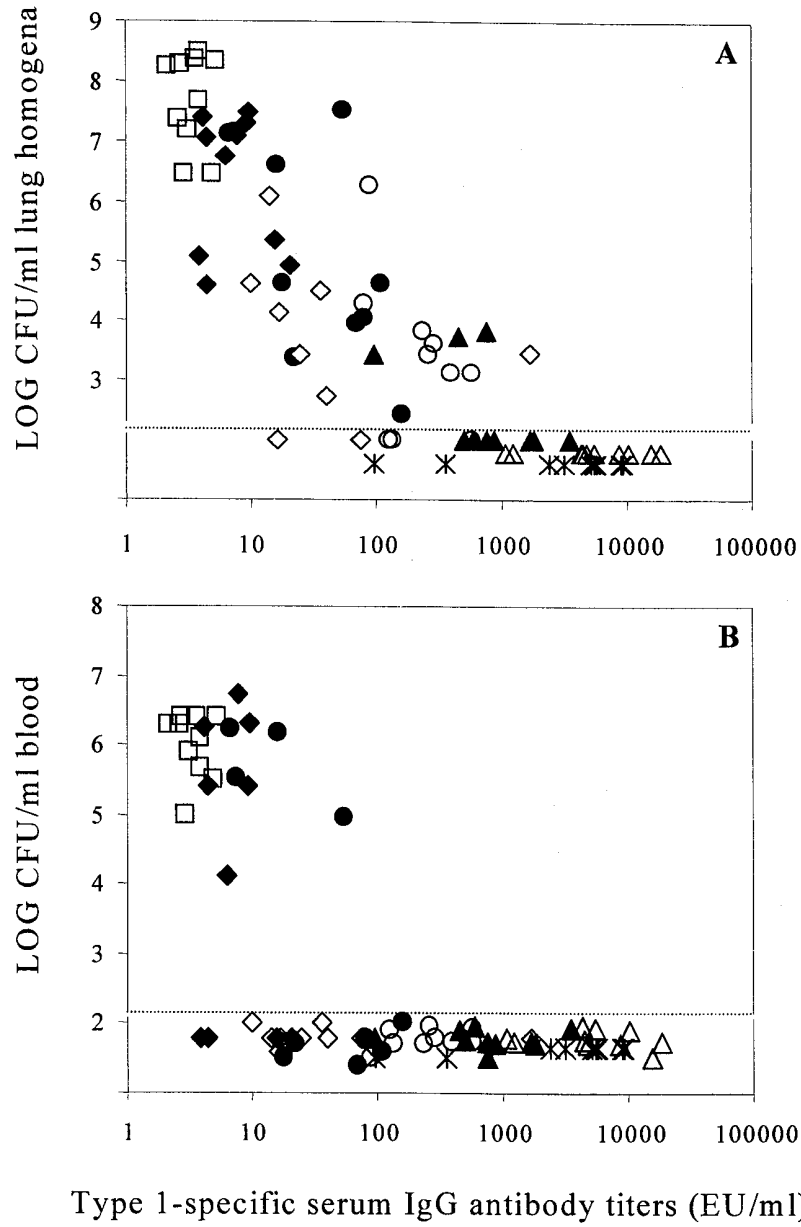 A
LOG CFU/ml lung homogena
9
8
7
6
5
4
3
1 10 100 1000 10000 100000
B
LOG CFU/ml blood
8
7
6
5
4
3
2
1 10 100 1000 10000 100000
Type 1-specific serum IgG antibody titers (EU/ml)